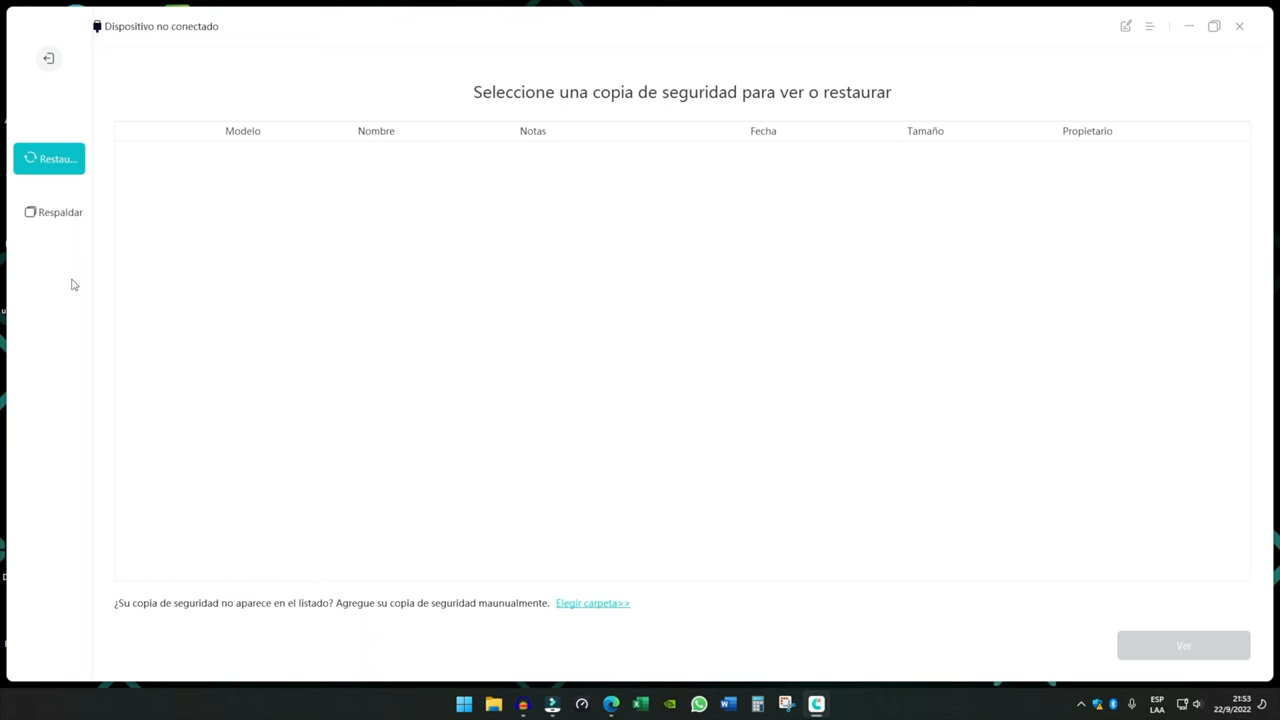 Dispositivo no conectado
Seleccione una copia de seguridad para ver o restaurar
Modelo Nombre Notas Fecha Tamaño Propietario
Restau...
Respaldar
¿Su copia de seguridad no aparece en el listado? Agregue su copia de seguridad maunualmente. Elegir carpeta>>
Ver
ESP
LAA
21:53
22/9/2022